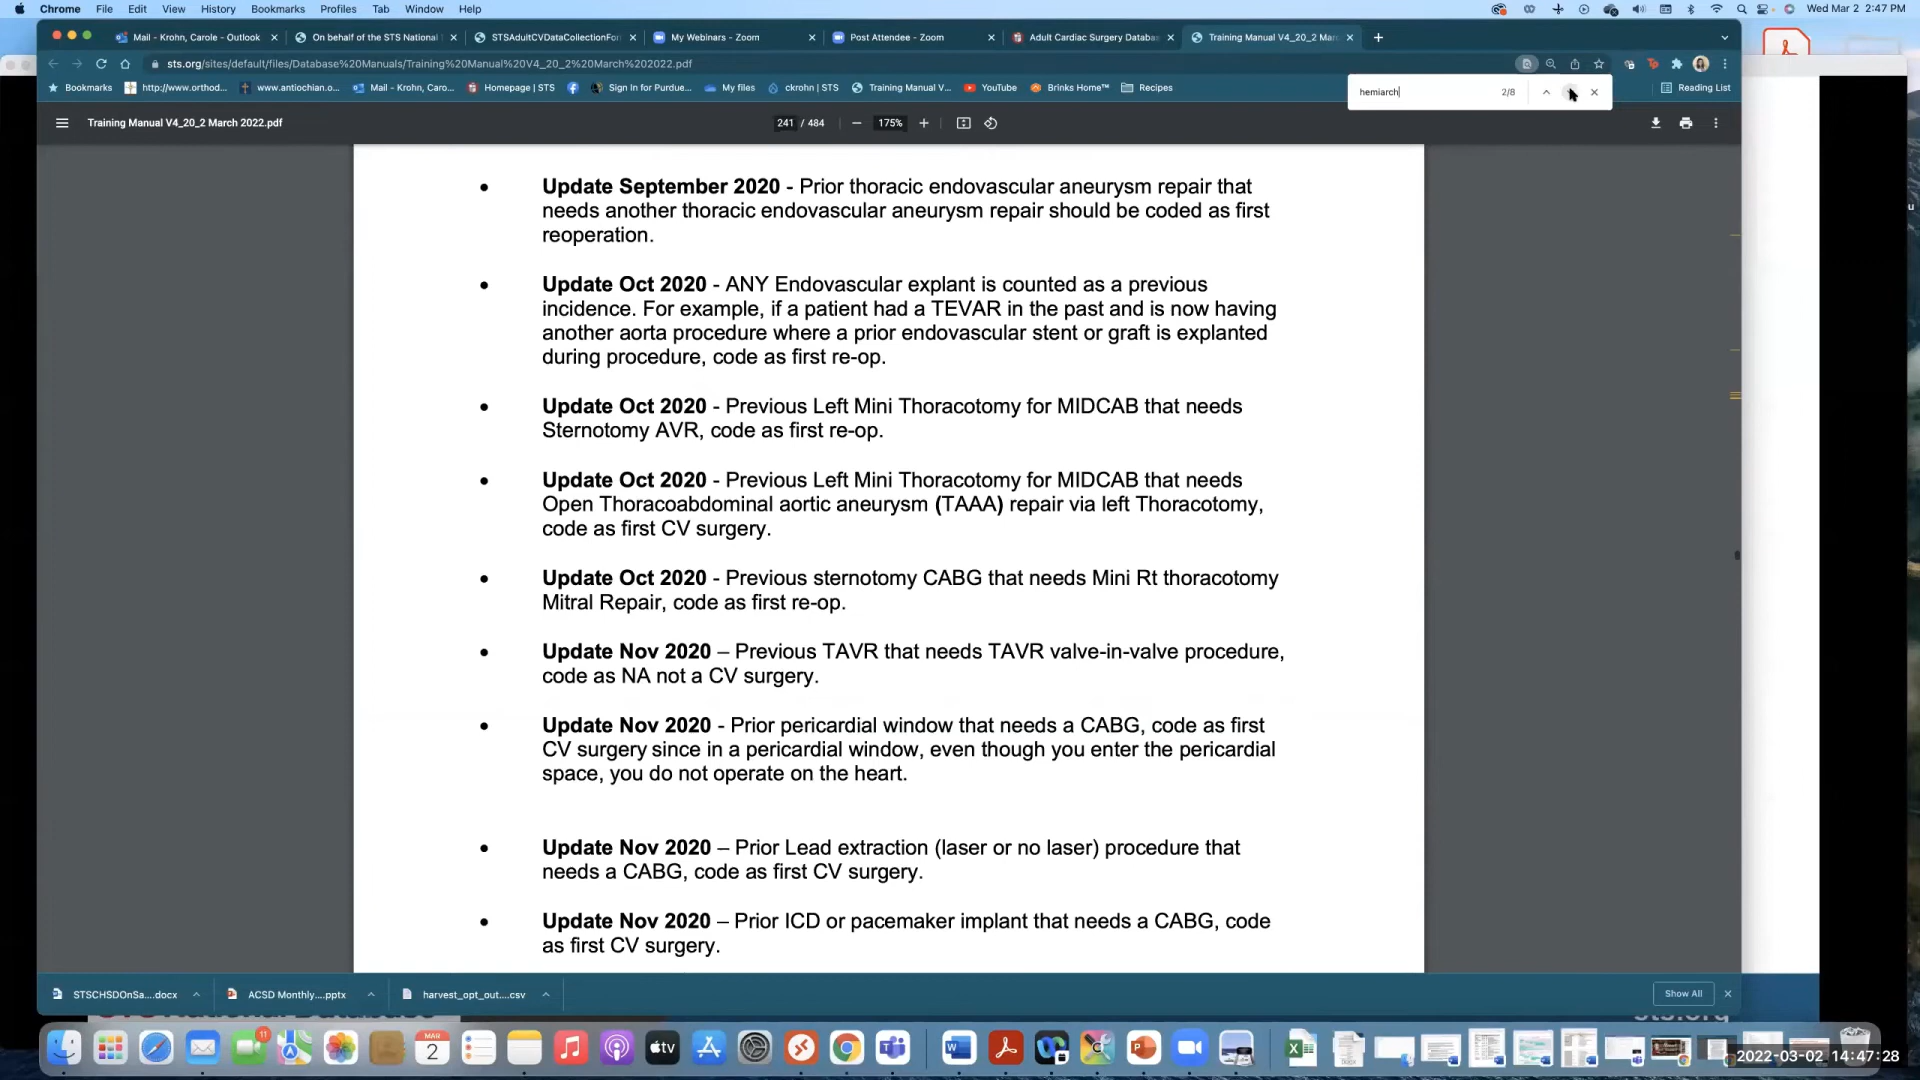 Chrome File Edit View History Bookmarks Profiles Tab Window Help Wed Mar 2 2:47 PM
Mail - Krohn, Carole - Outlook On behalf of the STS National STSAdultCVDataCollectionFor My Webinars - Zoom Post Attendee - Zoom Adult Cardiac Surgery Databa Training Manual V4_20_2 Mar
sts.org/sites/default/files/Database%20Manuals/Training%20Manual%20V4_20_2%20March%202022.pdf
Bookmarks http://www.orthod... www.antiochian.o... Mail - Krohn, Caro... Homepage | STS Sign In for Purdue... My files ckrohn | STS Training Manual V... YouTube Brinks Home™ Recipes Reading List
hemiarch 2/8
Training Manual V4_20_2 March 2022.pdf 241 / 484 175%
• Update September 2020 - Prior thoracic endovascular aneurysm repair that
needs another thoracic endovascular aneurysm repair should be coded as first
reoperation.
• Update Oct 2020 - ANY Endovascular explant is counted as a previous
incidence. For example, if a patient had a TEVAR in the past and is now having
another aorta procedure where a prior endovascular stent or graft is explanted
during procedure, code as first re-op.
• Update Oct 2020 - Previous Left Mini Thoracotomy for MIDCAB that needs
Sternotomy AVR, code as first re-op.
• Update Oct 2020 - Previous Left Mini Thoracotomy for MIDCAB that needs
Open Thoracoabdominal aortic aneurysm (TAAA) repair via left Thoracotomy,
code as first CV surgery.
• Update Oct 2020 - Previous sternotomy CABG that needs Mini Rt thoracotomy
Mitral Repair, code as first re-op.
• Update Nov 2020 – Previous TAVR that needs TAVR valve-in-valve procedure,
code as NA not a CV surgery.
• Update Nov 2020 - Prior pericardial window that needs a CABG, code as first
CV surgery since in a pericardial window, even though you enter the pericardial
space, you do not operate on the heart.
• Update Nov 2020 – Prior Lead extraction (laser or no laser) procedure that
needs a CABG, code as first CV surgery.
• Update Nov 2020 – Prior ICD or pacemaker implant that needs a CABG, code
as first CV surgery.
STSCHSDOnSa....docx ACSD Monthly....pptx harvest_opt_out....csv Show All
sts.org
11
MAR
2
tv
2022-03-02 14:47:28